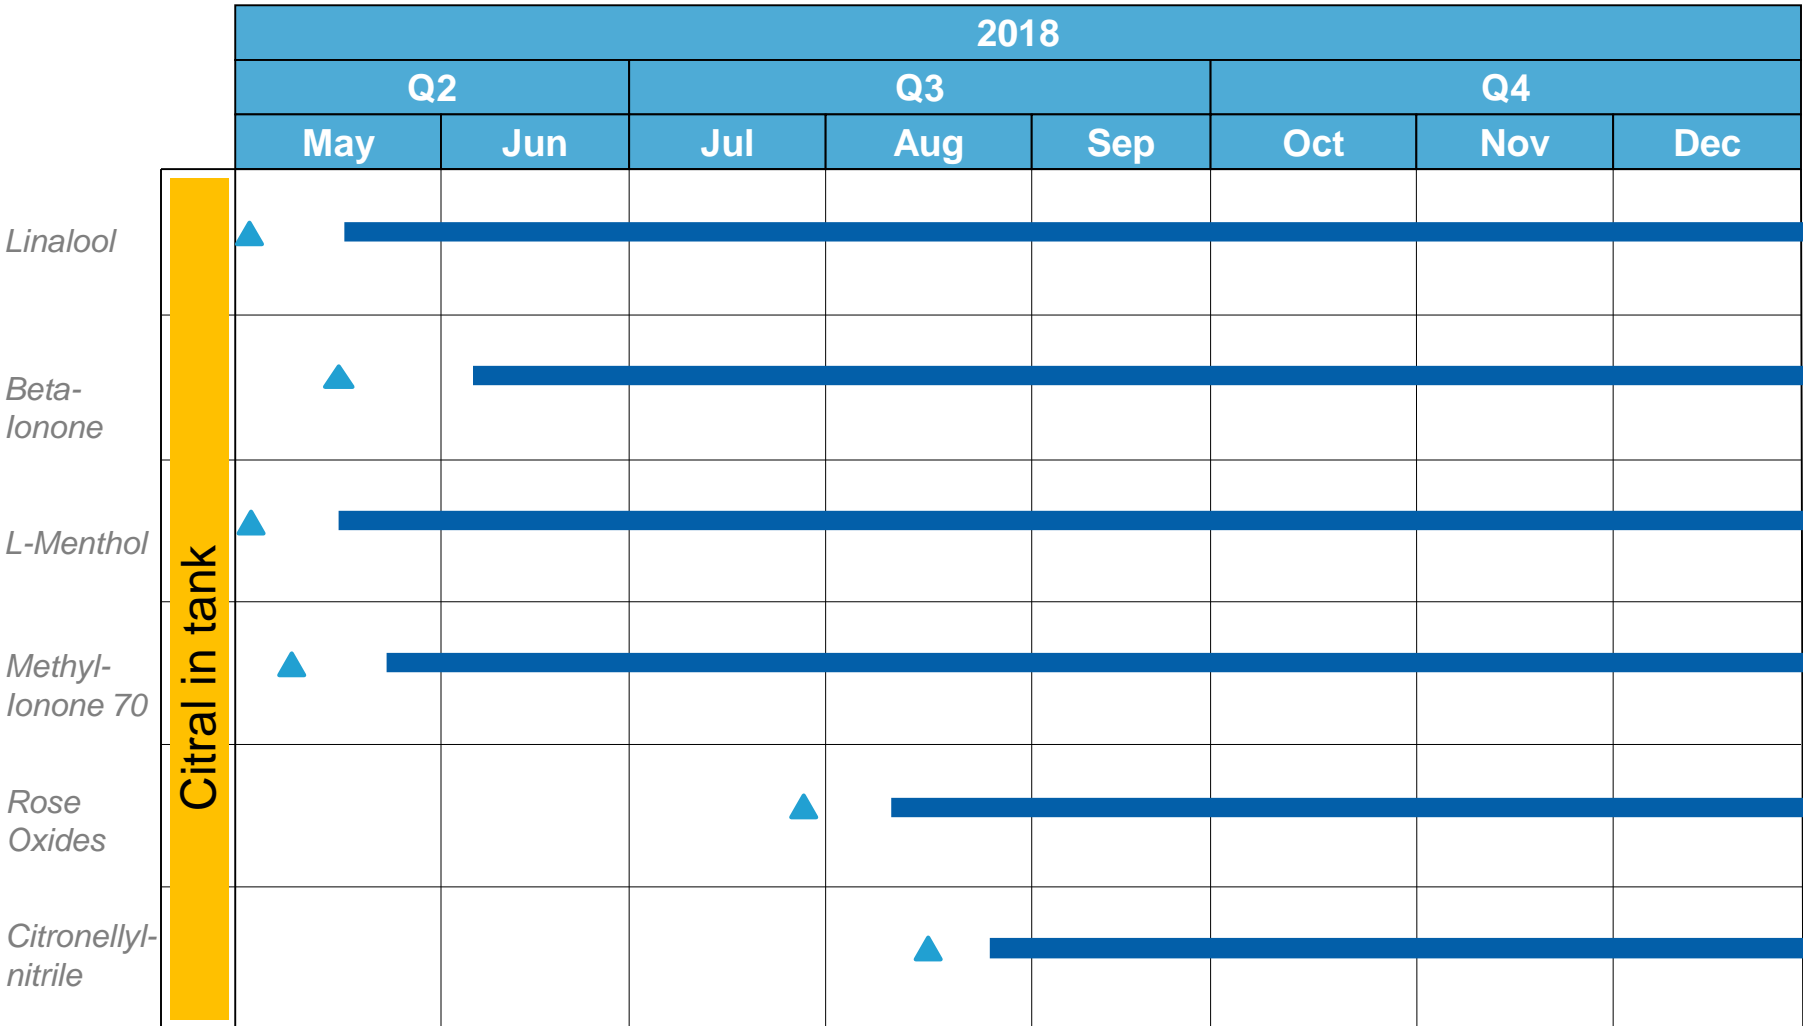 2018
Q2 Q3 Q4
May Jun Jul Aug Sep Oct Nov Dec
Citral in tank
Linalool
Beta-
Ionone
L-Menthol
Methyl-
Ionone 70
Rose
Oxides
Citronellyl-
nitrile